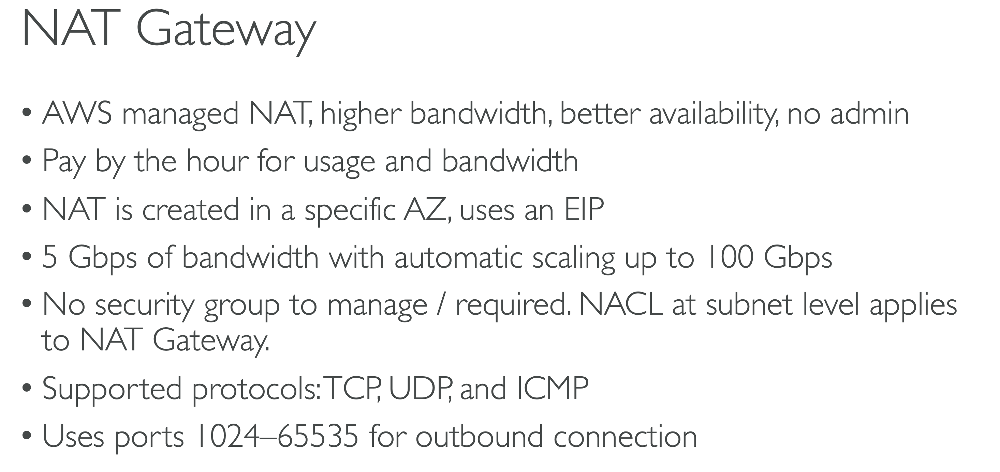 NAT Gateway
• AWS managed NAT, higher bandwidth, better availability, no admin
• Pay by the hour for usage and bandwidth
• NAT is created in a specific AZ, uses an EIP
• 5 Gbps of bandwidth with automatic scaling up to 100 Gbps
• No security group to manage / required. NACL at subnet level applies
to NAT Gateway.
• Supported protocols: TCP, UDP, and ICMP
• Uses ports 1024–65535 for outbound connection